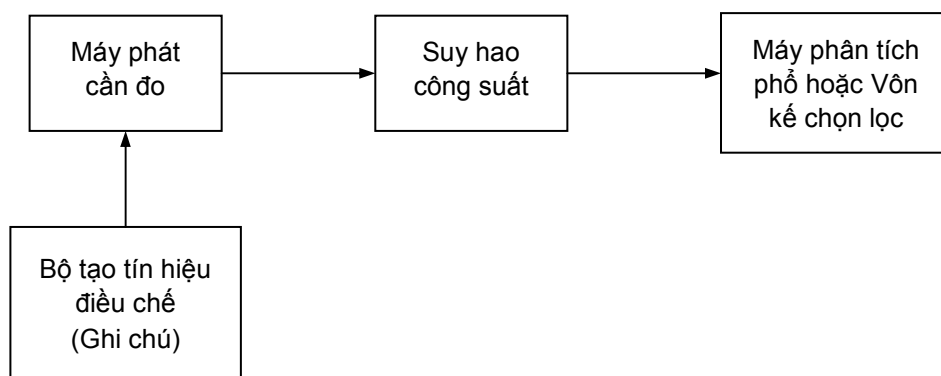 Máy phát
cần đo
Suy hao
công suất
Máy phân tích
phổ hoặc Vôn
kế chọn lọc
Bộ tạo tín hiệu
điều chế
(Ghi chú)